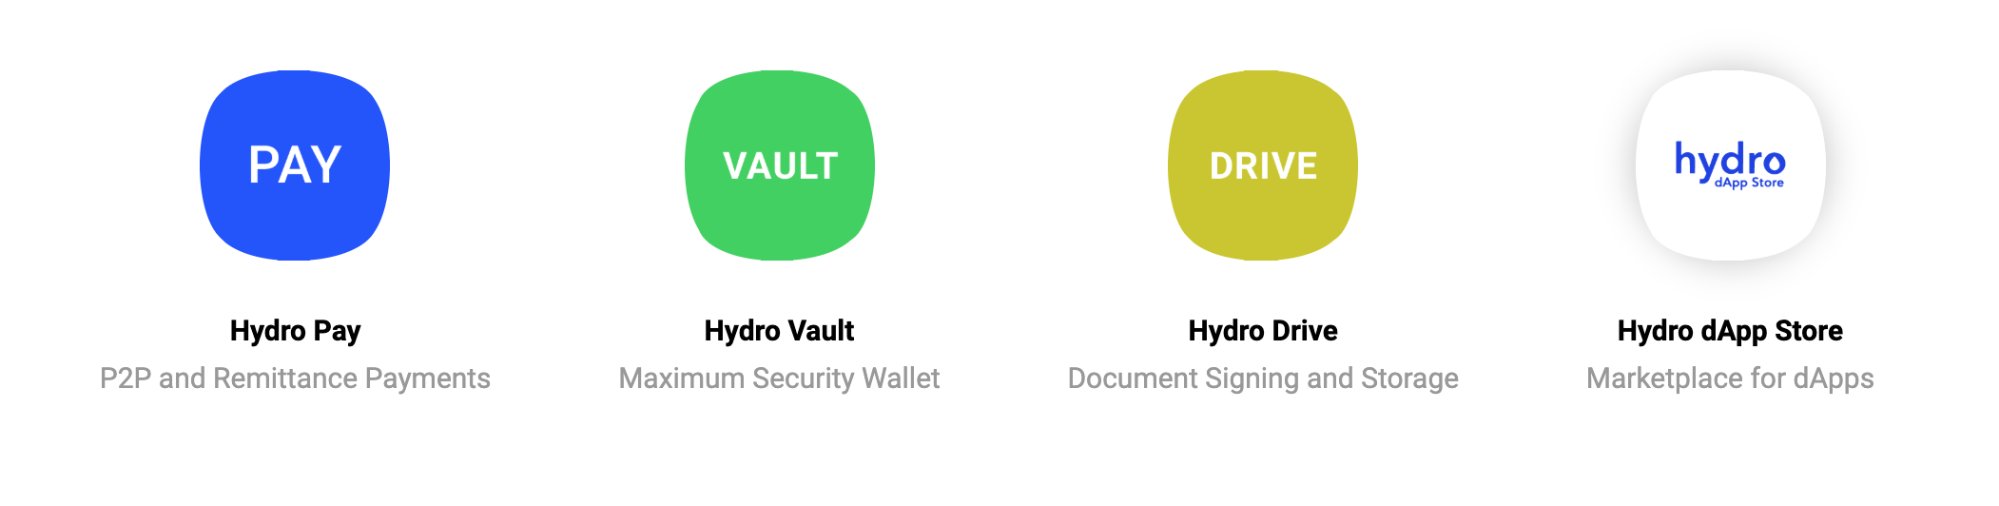 PAY
VAULT
DRIVE
hydro
dApp Store
Hydro Pay
Hydro Vault
Hydro Drive
Hydro dApp Store
P2P and Remittance Payments
Maximum Security Wallet
Document Signing and Storage
Marketplace for dApps